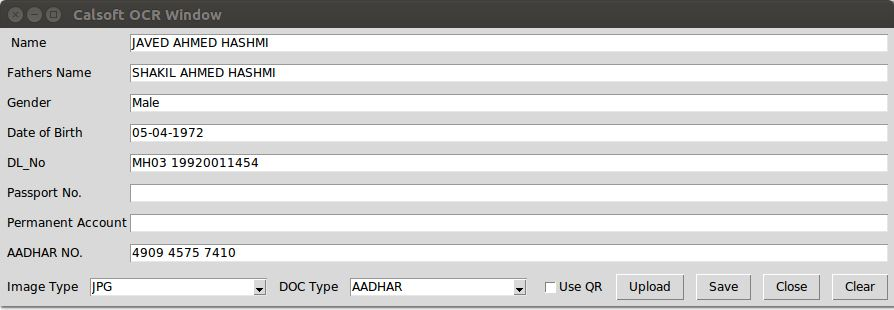 Calsoft OCR Window
Name JAVED AHMED HASHMI
Fathers Name SHAKIL AHMED HASHMI
Gender Male
Date of Birth 05-04-1972
DL_No MH03 19920011454
Passport No.
Permanent Account
AADHAR NO. 4909 4575 7410
Image Type JPG DOC Type AADHAR Use QR Upload Save Close Clear